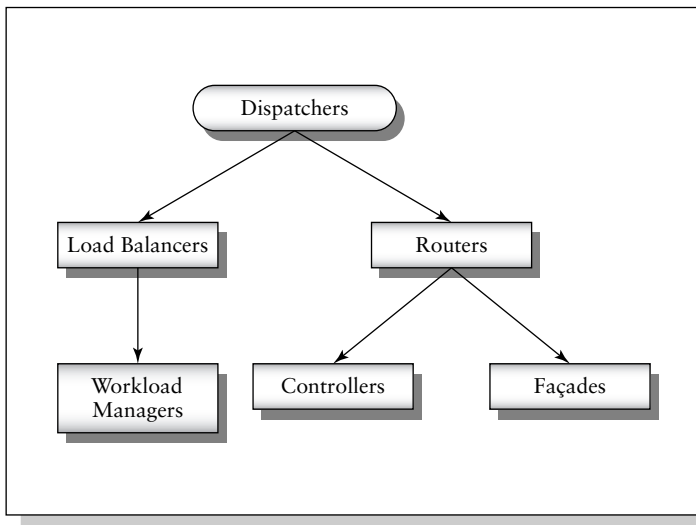 Dispatchers
Load Balancers
Routers
Workload
Managers
Controllers
Façades